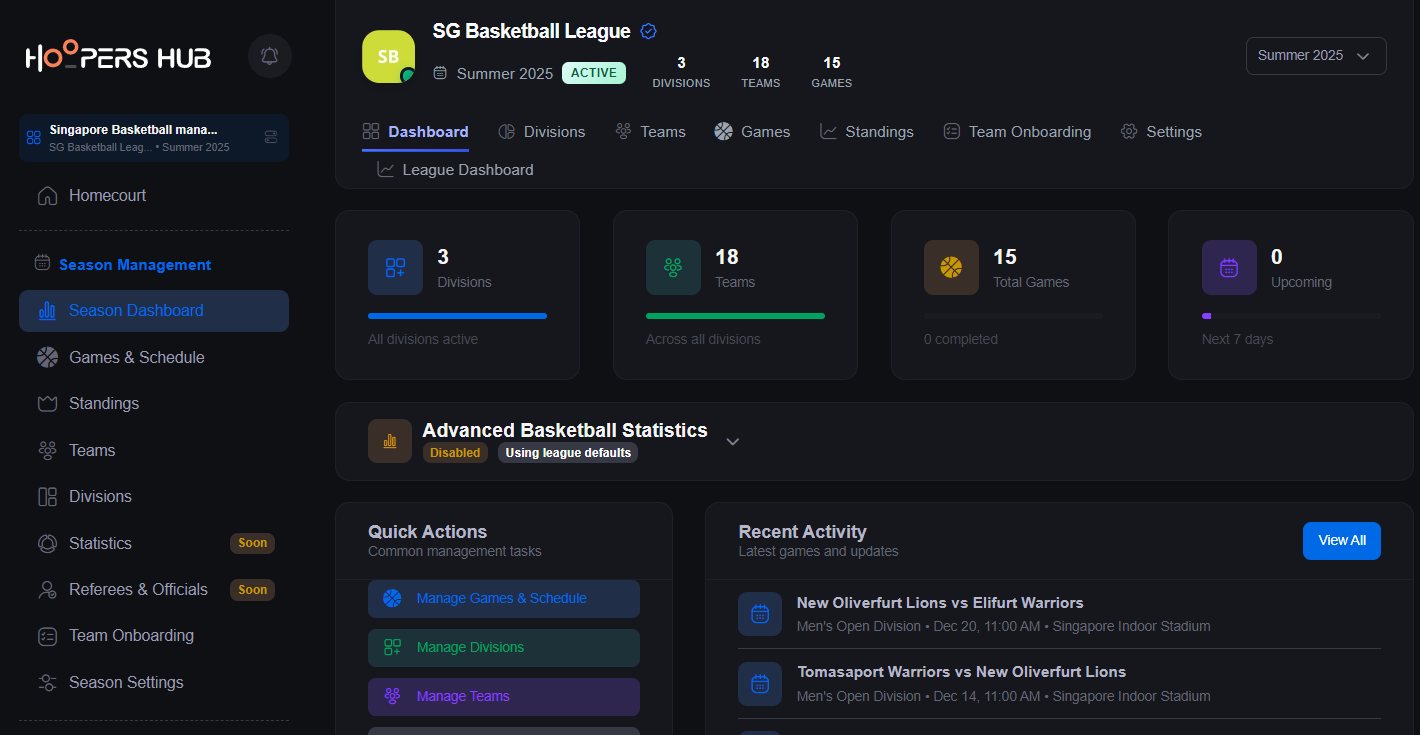 HOOPERS HUB
Singapore Basketball mana...
SG Basketball Leag... • Summer 2025
Homecourt
Season Management
Season Dashboard
Games & Schedule
Standings
Teams
Divisions
Statistics Soon
Referees & Officials Soon
Team Onboarding
Season Settings
SB
SG Basketball League
Summer 2025 ACTIVE
3
DIVISIONS
18
TEAMS
15
GAMES
Summer 2025
Dashboard Divisions Teams Games Standings Team Onboarding Settings
League Dashboard
3
Divisions
All divisions active
18
Teams
Across all divisions
15
Total Games
0 completed
0
Upcoming
Next 7 days
Advanced Basketball Statistics
Disabled Using league defaults
Quick Actions
Common management tasks
Manage Games & Schedule
Manage Divisions
Manage Teams
Recent Activity
Latest games and updates
View All
New Oliverfurt Lions vs Elifurt Warriors
Men's Open Division • Dec 20, 11:00 AM • Singapore Indoor Stadium
Tomasaport Warriors vs New Oliverfurt Lions
Men's Open Division • Dec 14, 11:00 AM • Singapore Indoor Stadium